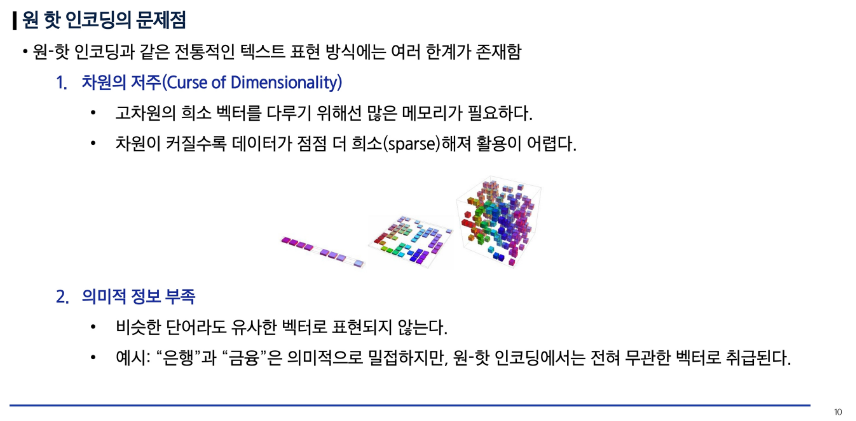 원 핫 인코딩의 문제점
• 원-핫 인코딩과 같은 전통적인 텍스트 표현 방식에는 여러 한계가 존재함
1. 차원의 저주(Curse of Dimensionality)
• 고차원의 희소 벡터를 다루기 위해선 많은 메모리가 필요하다.
• 차원이 커질수록 데이터가 점점 더 희소(sparse)해져 활용이 어렵다.
2. 의미적 정보 부족
• 비슷한 단어라도 유사한 벡터로 표현되지 않는다.
• 예시: “은행”과 “금융”은 의미적으로 밀접하지만, 원-핫 인코딩에서는 전혀 무관한 벡터로 취급된다.
10